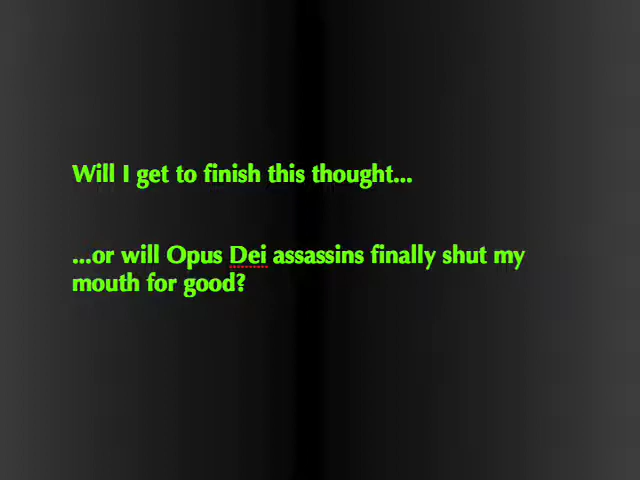 Will I get to finish this thought...
...or will Opus Dei assassins finally shut my
mouth for good?